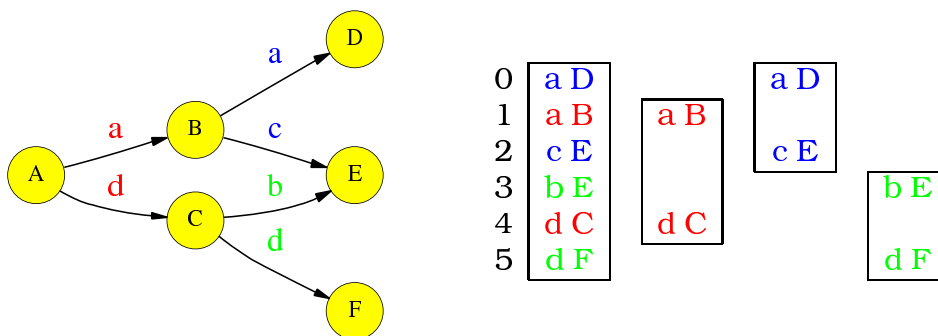 D
a
B
a
c
A
E
d
b
C
d
F
0 a D a D
1 a B a B
2 c E c E
3 b E b E
4 d C d C
5 d F d F